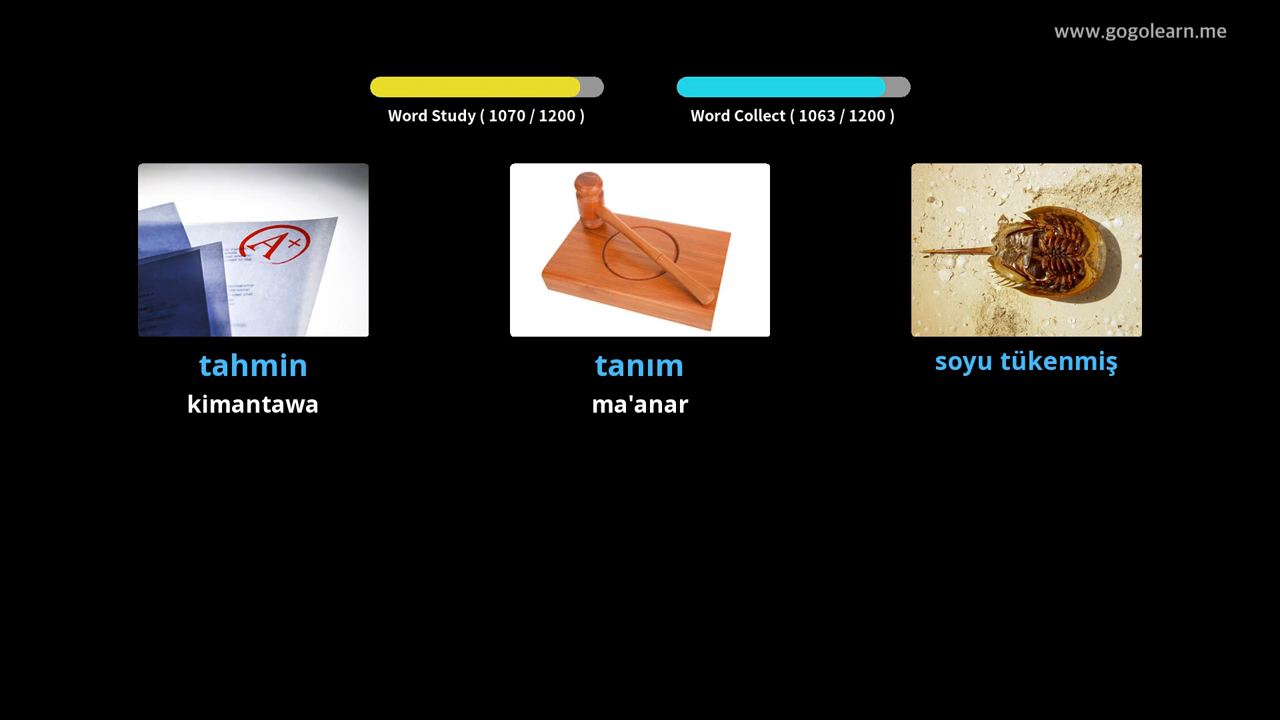 www.gogolearn.me
Word Study ( 1070 / 1200 )
Word Collect ( 1063 / 1200 )
A+
tahmin
kimantawa
tanım
ma'anar
soyu tükenmiş